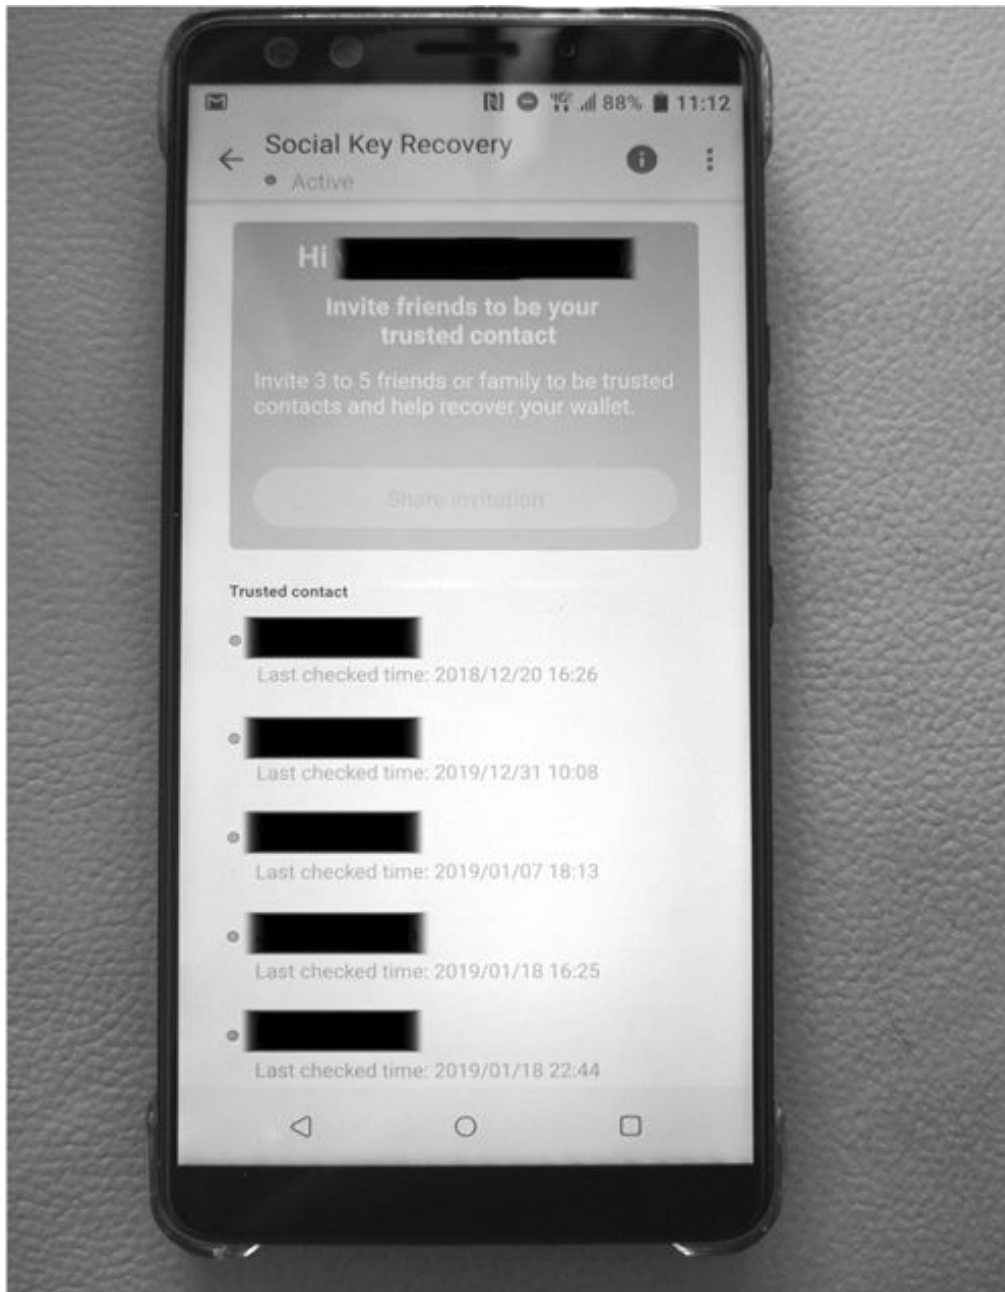 4G 88% 11:12
Social Key Recovery
Active
Hi
Invite friends to be your
trusted contact
Invite 3 to 5 friends or family to be trusted
contacts and help recover your wallet.
Share invitation
Trusted contact
Last checked time: 2018/12/20 16:26
Last checked time: 2019/12/31 10:08
Last checked time: 2019/01/07 18:13
Last checked time: 2019/01/18 16:25
Last checked time: 2019/01/18 22:44